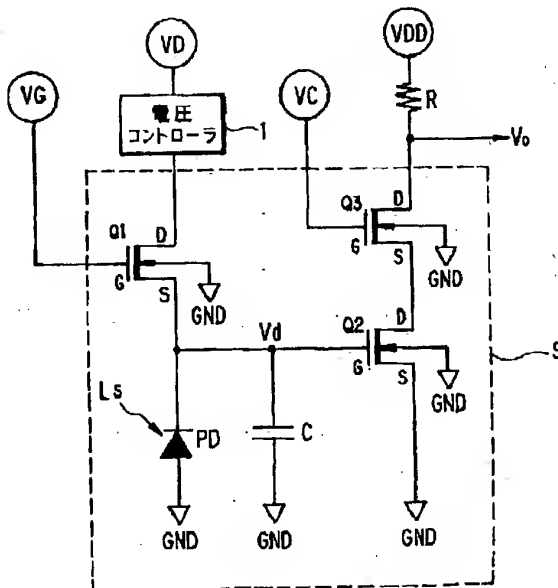 VD
VDD
VG
VC
R
電圧
コントローラ
1
Vo
Q1
D
G
S
GND
Q3
D
G
S
GND
Vd
Q2
D
G
S
GND
S
Ls
PD
C
GND
GND
GND